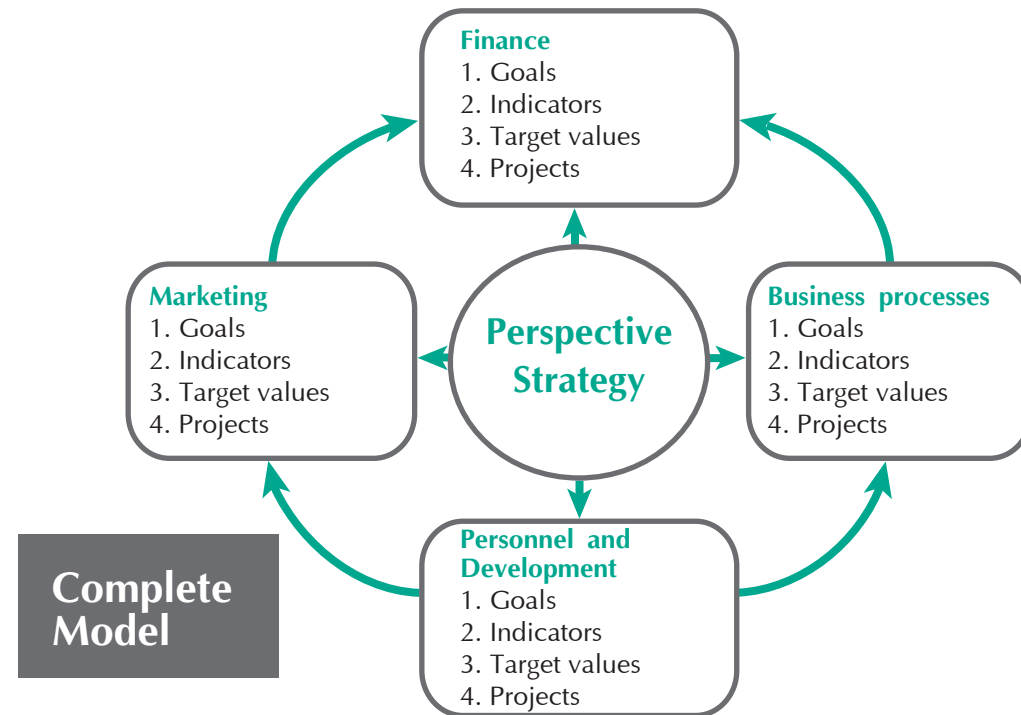 Finance
1. Goals
2. Indicators
3. Target values
4. Projects
Marketing
1. Goals
2. Indicators
3. Target values
4. Projects
Perspective
Strategy
Business processes
1. Goals
2. Indicators
3. Target values
4. Projects
Personnel and
Development
1. Goals
2. Indicators
3. Target values
4. Projects
Complete
Model